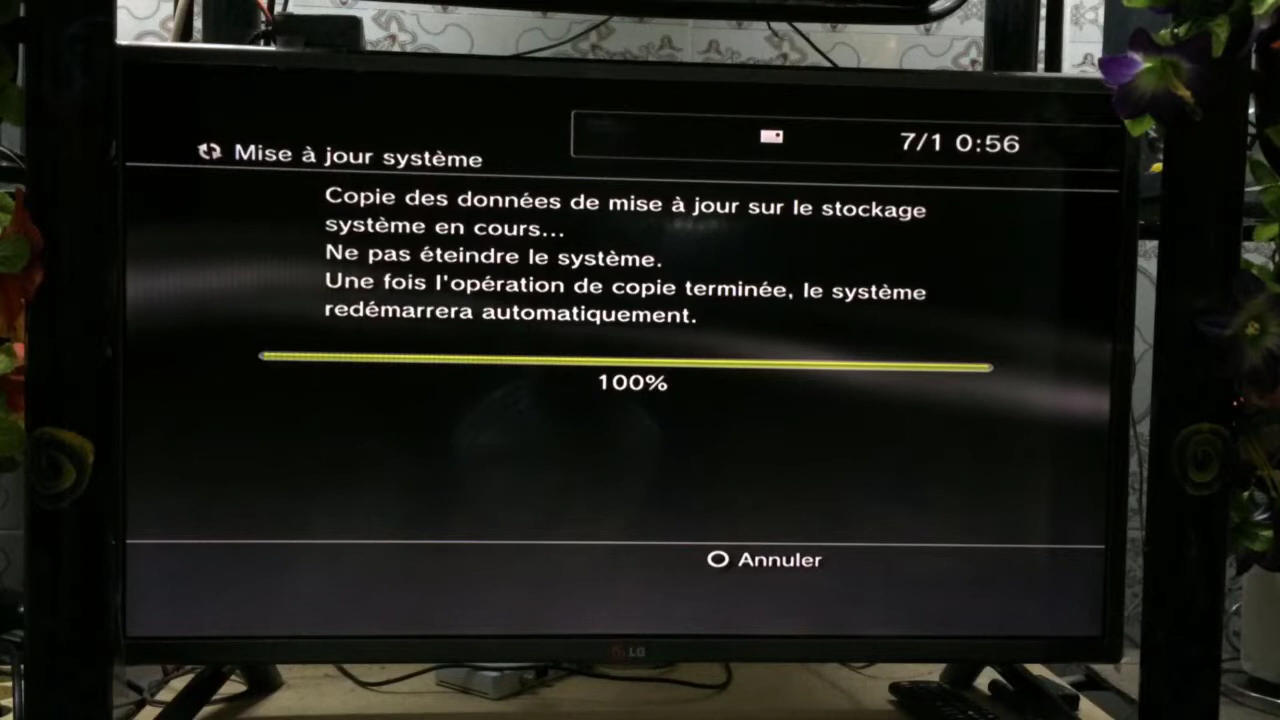 7/1 0:56
Mise à jour système
Copie des données de mise à jour sur le stockage
système en cours...
Ne pas éteindre le système.
Une fois l'opération de copie terminée, le système
redémarrera automatiquement.
100%
Annuler
LG